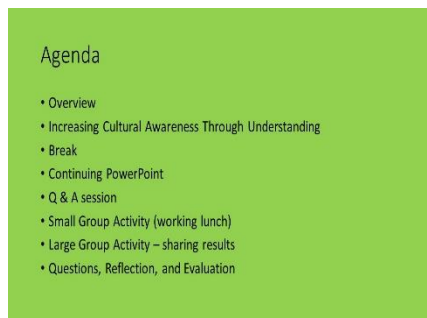 Agenda
• Overview
• Increasing Cultural Awareness Through Understanding
• Break
• Continuing PowerPoint
• Q & A session
• Small Group Activity (working lunch)
• Large Group Activity – sharing results
• Questions, Reflection, and Evaluation